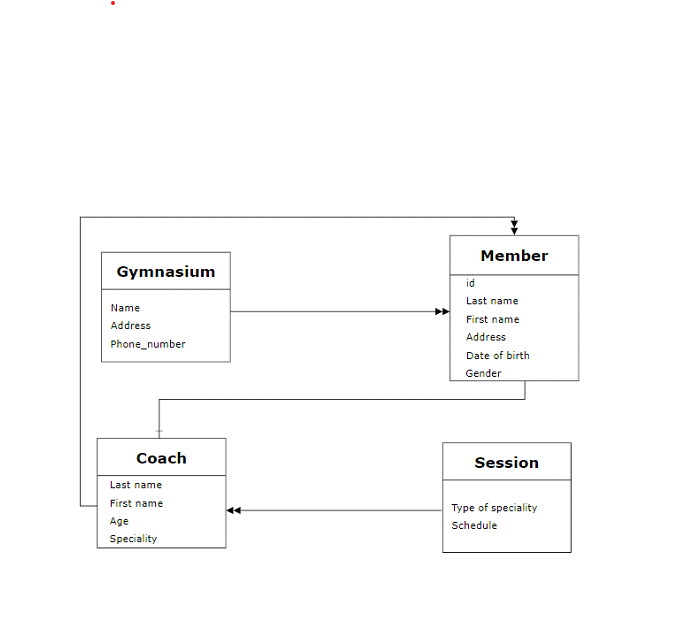 Gymnasium
Name
Address
Phone_number
Member
id
Last name
First name
Address
Date of birth
Gender
Coach
Last name
First name
Age
Speciality
Session
Type of speciality
Schedule